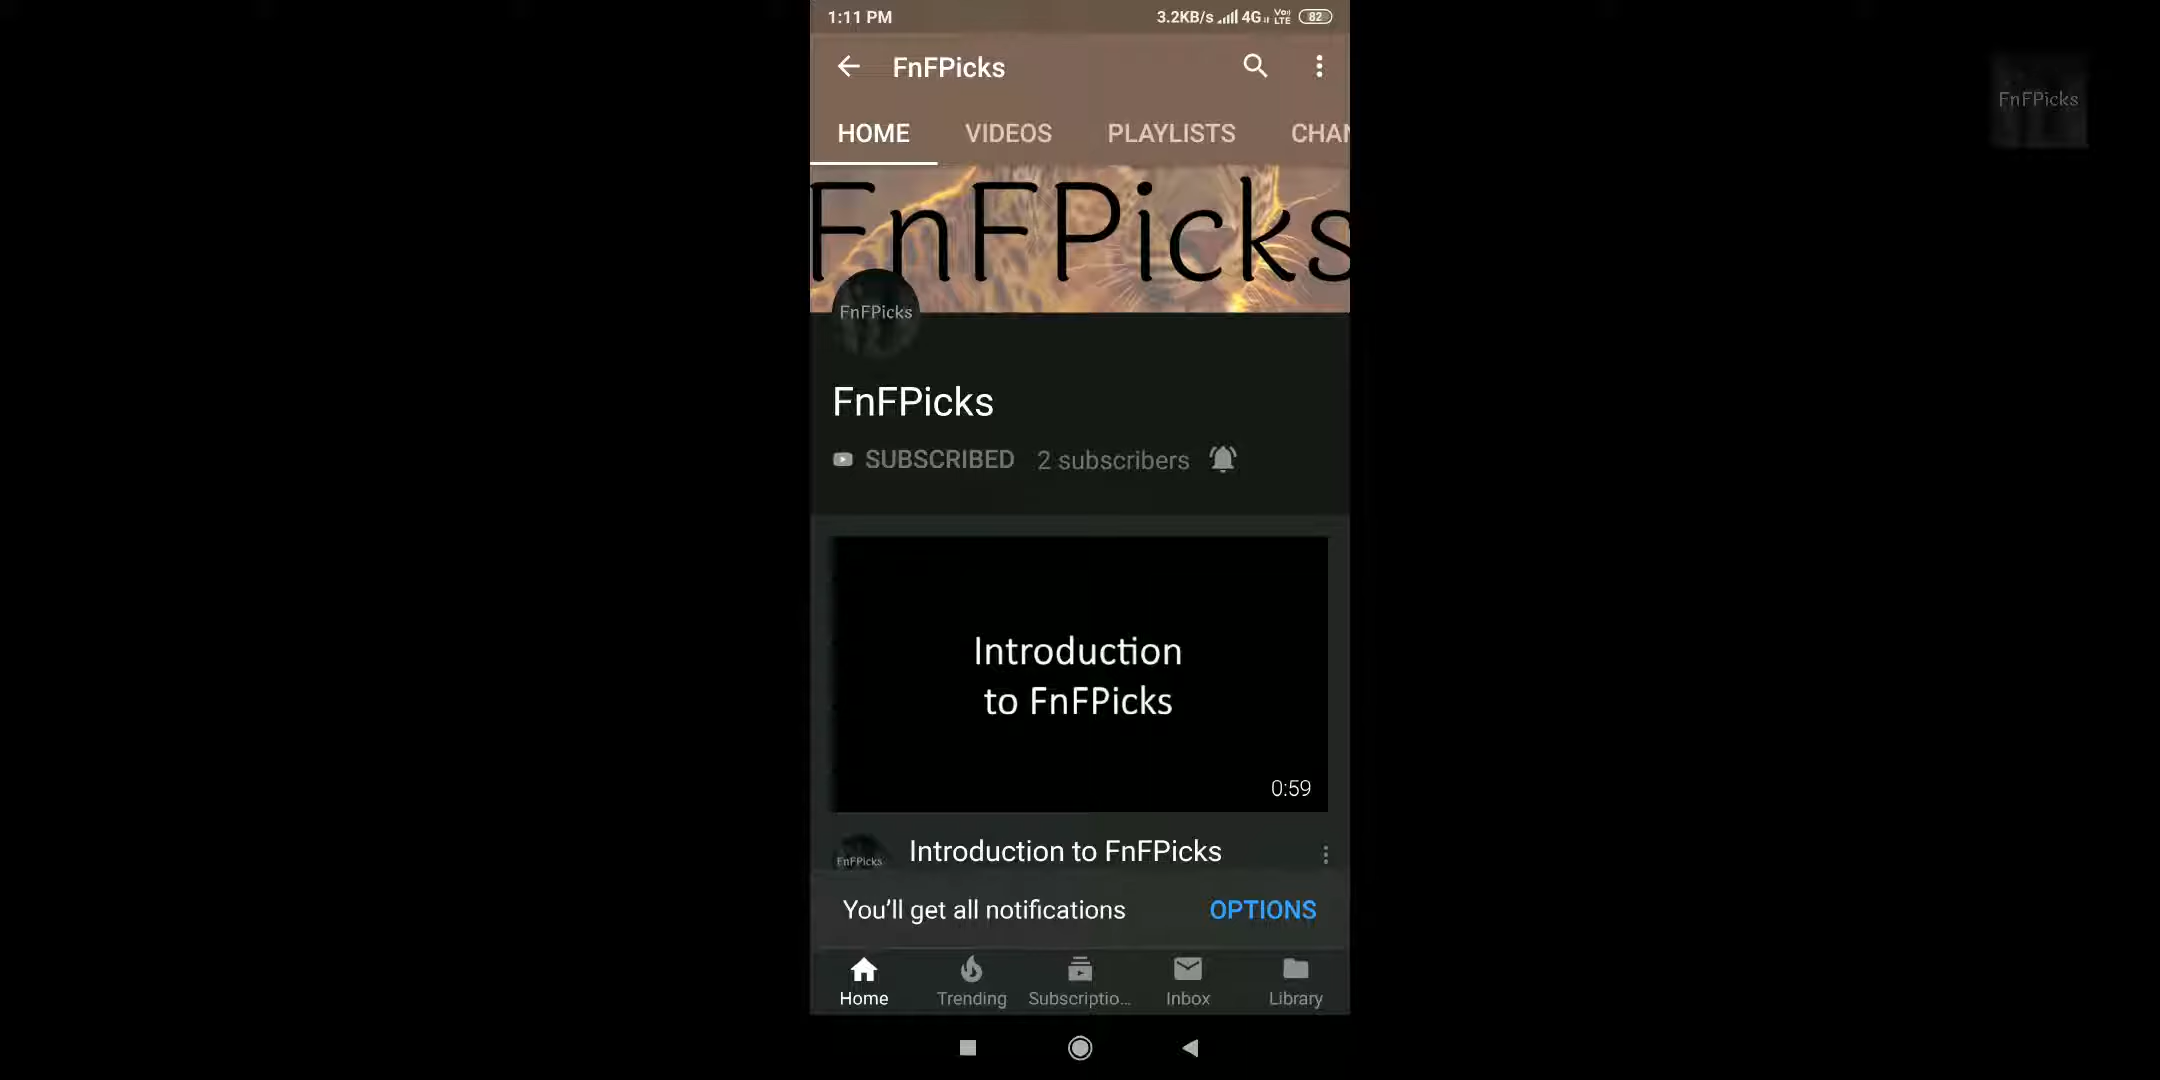 1:11 PM 3.2KB/s 4G Vo LTE 82
FnFPicks
HOME VIDEOS PLAYLISTS CHAN
FnFPicks
FnFPicks
FnFPicks
FnFPicks
SUBSCRIBED 2 subscribers
Introduction
to FnFPicks
0:59
FnFPicks
Introduction to FnFPicks
You’ll get all notifications OPTIONS
Home Trending Subscriptio... Inbox Library